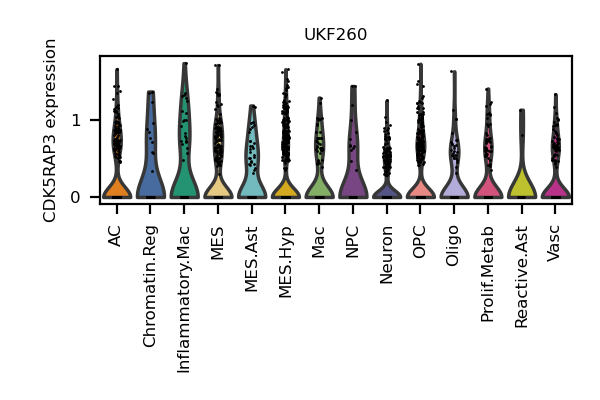 UKF260
CDK5RAP3 expression
1
0
AC
Chromatin.Reg
Inflammatory.Mac
MES
MES.Ast
MES.Hyp
Mac
NPC
Neuron
OPC
Oligo
Prolif.Metab
Reactive.Ast
Vasc